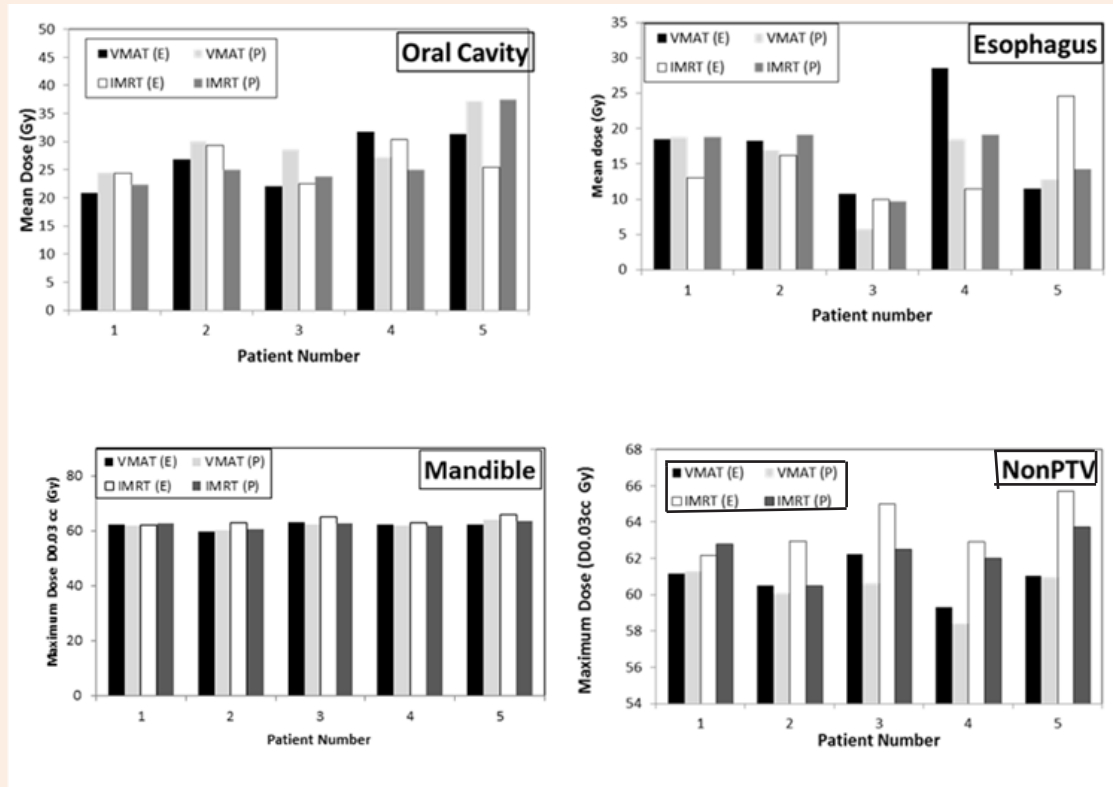 Oral Cavity
VMAT (E) VMAT (P)
IMRT (E) IMRT (P)
Mean Dose (Gy)
50
45
40
35
30
25
20
15
10
5
0
1 2 3 4 5
Patient Number
Esophagus
VMAT (E) VMAT (P)
IMRT (E) IMRT (P)
Mean dose (Gy)
35
30
25
20
15
10
5
0
1 2 3 4 5
Patient number
Mandible
VMAT (E) VMAT (P)
IMRT (E) IMRT (P)
Maximum Dose D0.03 cc (Gy)
80
60
40
20
0
1 2 3 4 5
Patient Number
NonPTV
VMAT (E) VMAT (P)
IMRT (E) IMRT (P)
Maximum Dose (D0.03cc Gy)
68
66
64
62
60
58
56
54
1 2 3 4 5
Patient Number